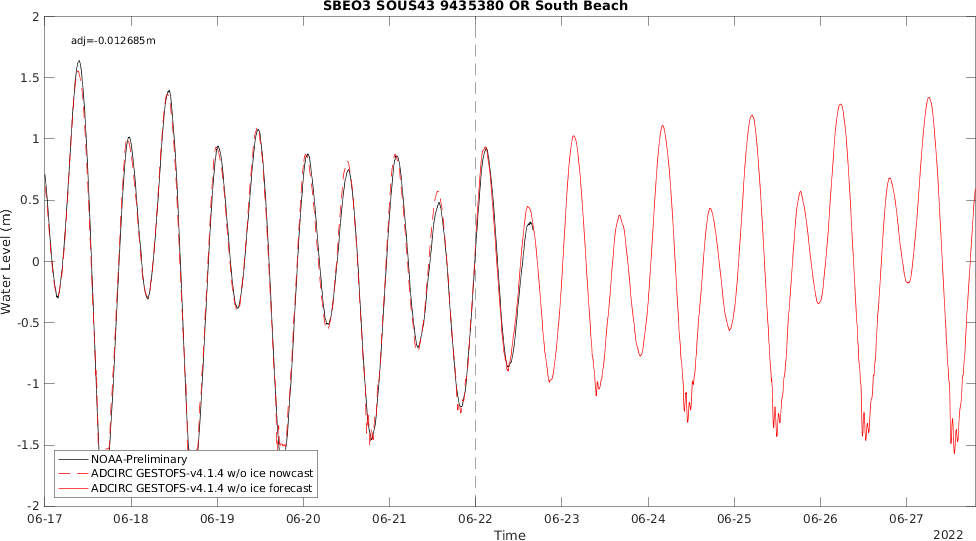 SBEO3 SOUS43 9435380 OR South Beach
adj=-0.012685m
Water Level (m)
2
1.5
1
0.5
0
-0.5
-1
-1.5
-2
NOAA-Preliminary
ADCIRC GESTOFS-v4.1.4 w/o ice nowcast
ADCIRC GESTOFS-v4.1.4 w/o ice forecast
06-17 06-18 06-19 06-20 06-21 06-22 06-23 06-24 06-25 06-26 06-27
Time
2022